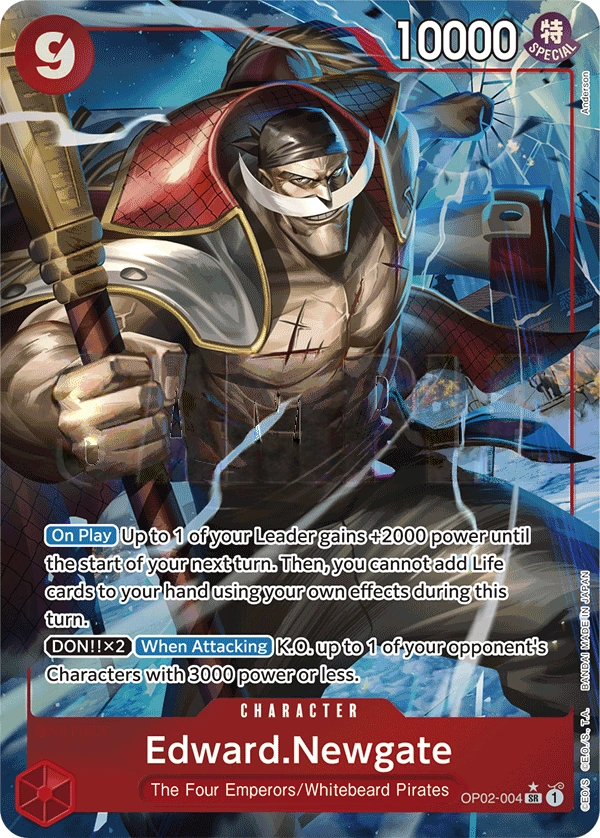 9
10000
特
SPECIAL
Anderson
On Play Up to 1 of your Leader gains +2000 power until
the start of your next turn. Then, you cannot add Life
cards to your hand using your own effects during this
turn.
DON!!×2 When Attacking K.O. up to 1 of your opponent's
Characters with 3000 power or less.
CHARACTER
Edward.Newgate
The Four Emperors/Whitebeard Pirates
OP02-004 SR 1
©E.O./S., T.A. BANDAI MADE IN JAPAN